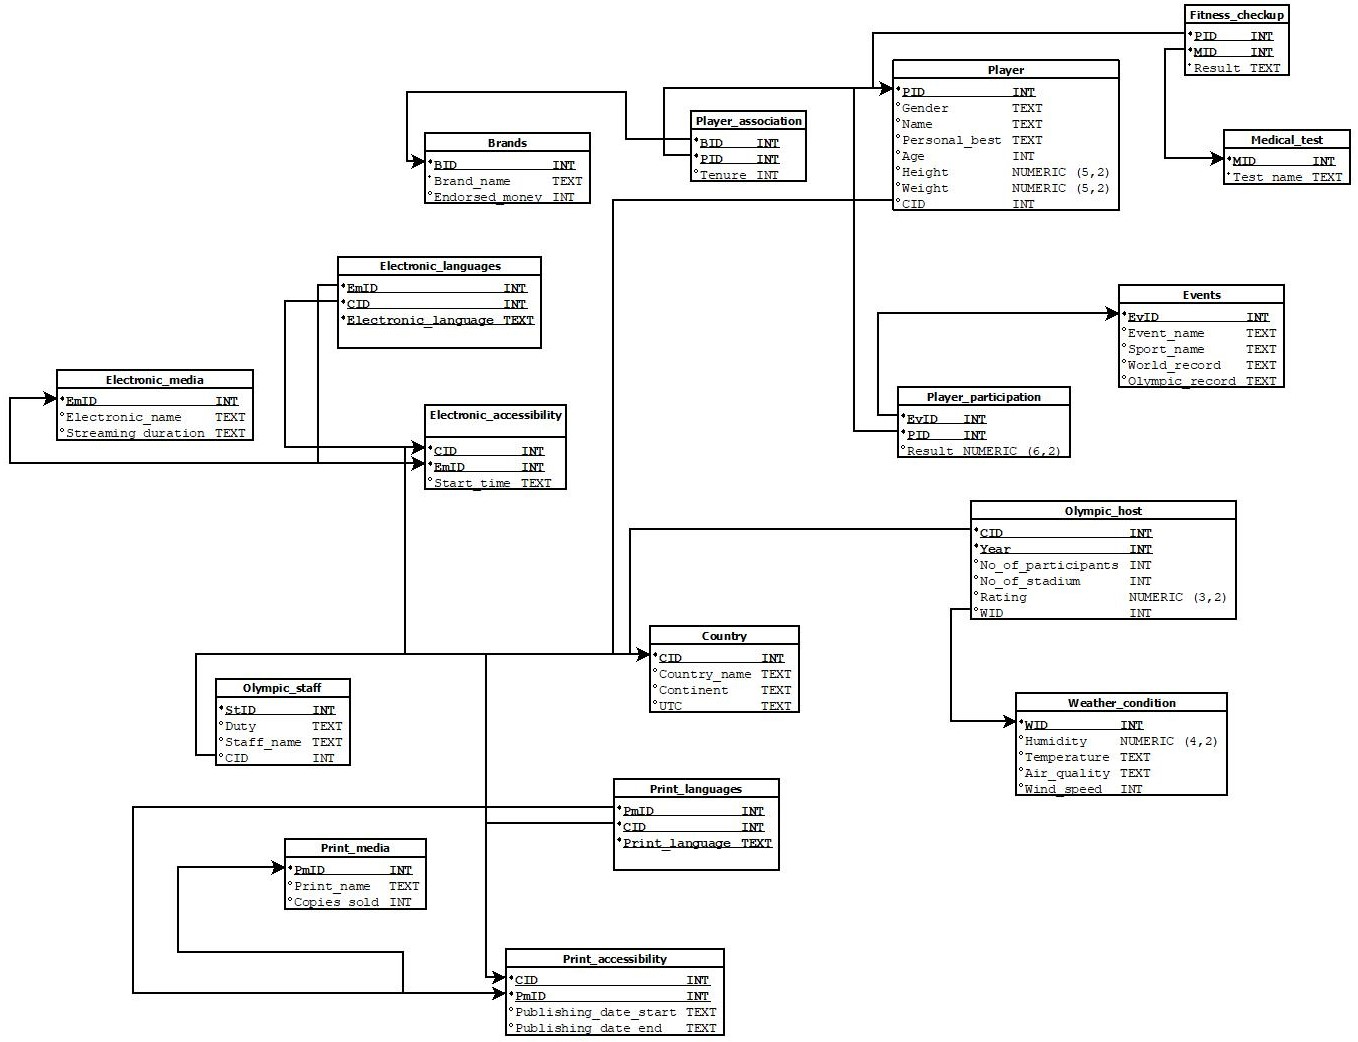 Fitness_checkup
PID INT
MID INT
Result TEXT
Player
PID INT
Gender TEXT
Name TEXT
Personal_best TEXT
Age INT
Height NUMERIC (5,2)
Weight NUMERIC (5,2)
CID INT
Player_association
BID INT
PID INT
Tenure INT
Brands
BID INT
Brand_name TEXT
Endorsed_money INT
Medical_test
MID INT
Test_name TEXT
Electronic_languages
EmID INT
CID INT
Electronic_language TEXT
Events
EvID INT
Event_name TEXT
Sport_name TEXT
World_record TEXT
Olympic_record TEXT
Electronic_media
EmID INT
Electronic_name TEXT
Streaming_duration TEXT
Player_participation
EvID INT
PID INT
Result NUMERIC (6,2)
Electronic_accessibility
CID INT
EmID INT
Start_time TEXT
Olympic_host
CID INT
Year INT
No_of_participants INT
No_of_stadium INT
Rating NUMERIC (3,2)
WID INT
Country
CID INT
Country_name TEXT
Continent TEXT
UTC TEXT
Olympic_staff
StID INT
Duty TEXT
Staff_name TEXT
CID INT
Weather_condition
WID INT
Humidity NUMERIC (4,2)
Temperature TEXT
Air_quality TEXT
Wind_speed INT
Print_languages
PmID INT
CID INT
Print_language TEXT
Print_media
PmID INT
Print_name TEXT
Copies_sold INT
Print_accessibility
CID INT
PmID INT
Publishing_date_start TEXT
Publishing_date_end TEXT